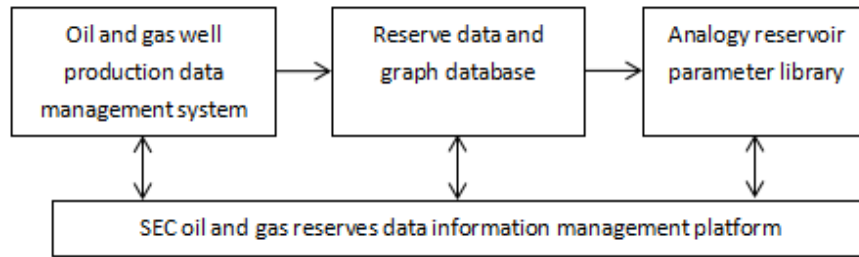 Oil and gas well
production data
management system
Reserve data and
graph database
Analogy reservoir
parameter library
SEC oil and gas reserves data information management platform